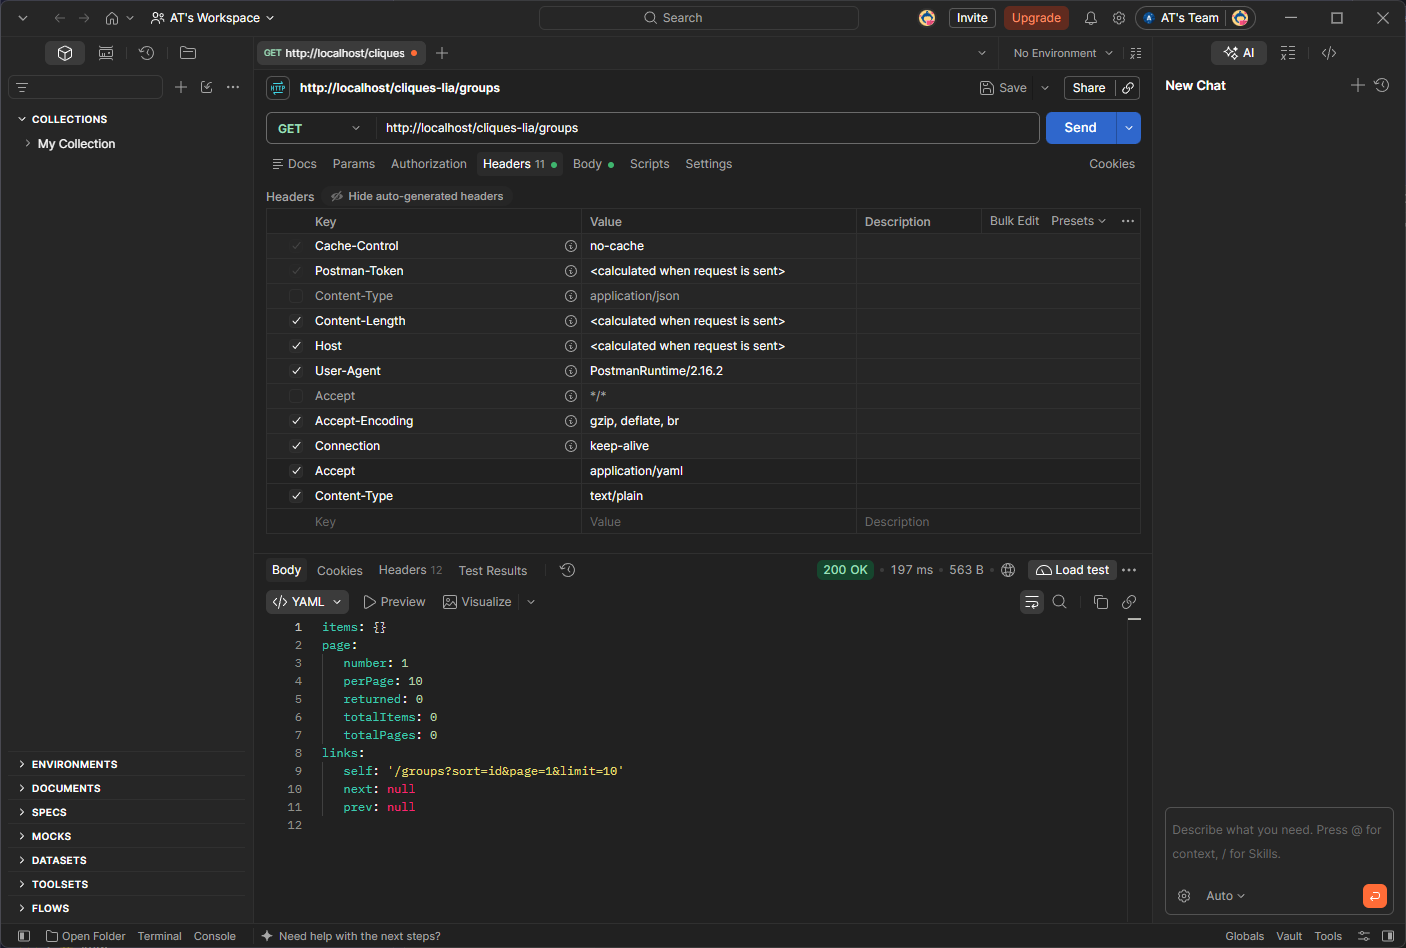 AT's Workspace
Search
Invite
Upgrade
AT's Team
GET http://localhost/cliques
No Environment
AI
COLLECTIONS
My Collection
HTTP
http://localhost/cliques-lia/groups
Save
Share
New Chat
GET
http://localhost/cliques-lia/groups
Send
Docs
Params
Authorization
Headers 11
Body
Scripts
Settings
Cookies
Headers
Hide auto-generated headers
Key Value Description Bulk Edit Presets
Cache-Control no-cache
Postman-Token <calculated when request is sent>
Content-Type application/json
Content-Length <calculated when request is sent>
Host <calculated when request is sent>
User-Agent PostmanRuntime/2.16.2
Accept */*
Accept-Encoding gzip, deflate, br
Connection keep-alive
Accept application/yaml
Content-Type text/plain
Key Value Description
Body Cookies Headers 12 Test Results
200 OK 197 ms 563 B Load test
YAML Preview Visualize
1 items: {}
2 page:
3 number: 1
4 perPage: 10
5 returned: 0
6 totalItems: 0
7 totalPages: 0
8 links:
9 self: '/groups?sort=id&page=1&limit=10'
10 next: null
11 prev: null
12
ENVIRONMENTS
DOCUMENTS
SPECS
MOCKS
DATASETS
TOOLSETS
FLOWS
Describe what you need. Press @ for
context, / for Skills.
Auto
Open Folder Terminal Console Need help with the next steps? Globals Vault Tools